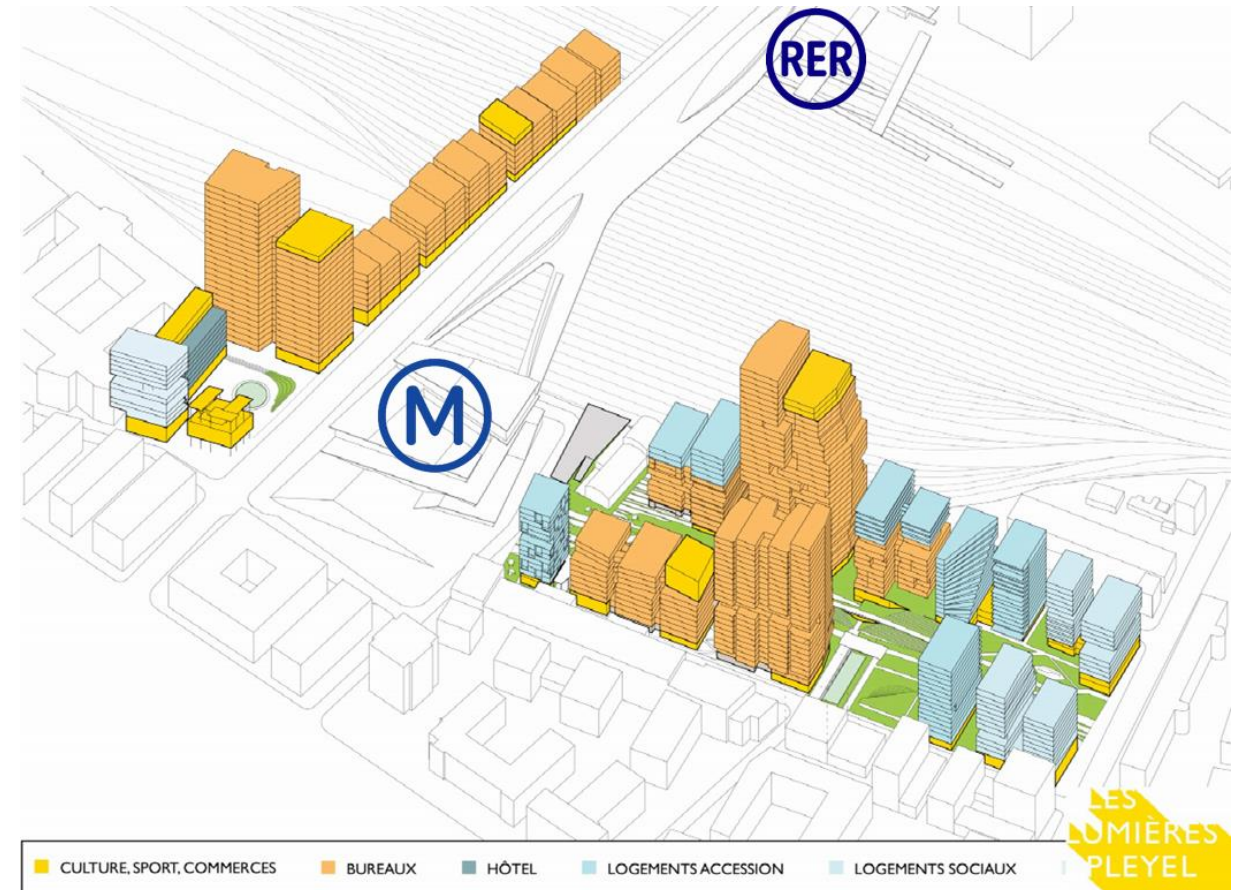 RER
M
CULTURE, SPORT, COMMERCES
BUREAUX
HÔTEL
LOGEMENTS ACCESSION
LOGEMENTS SOCIAUX
LES
LUMIÈRES
PLEYEL